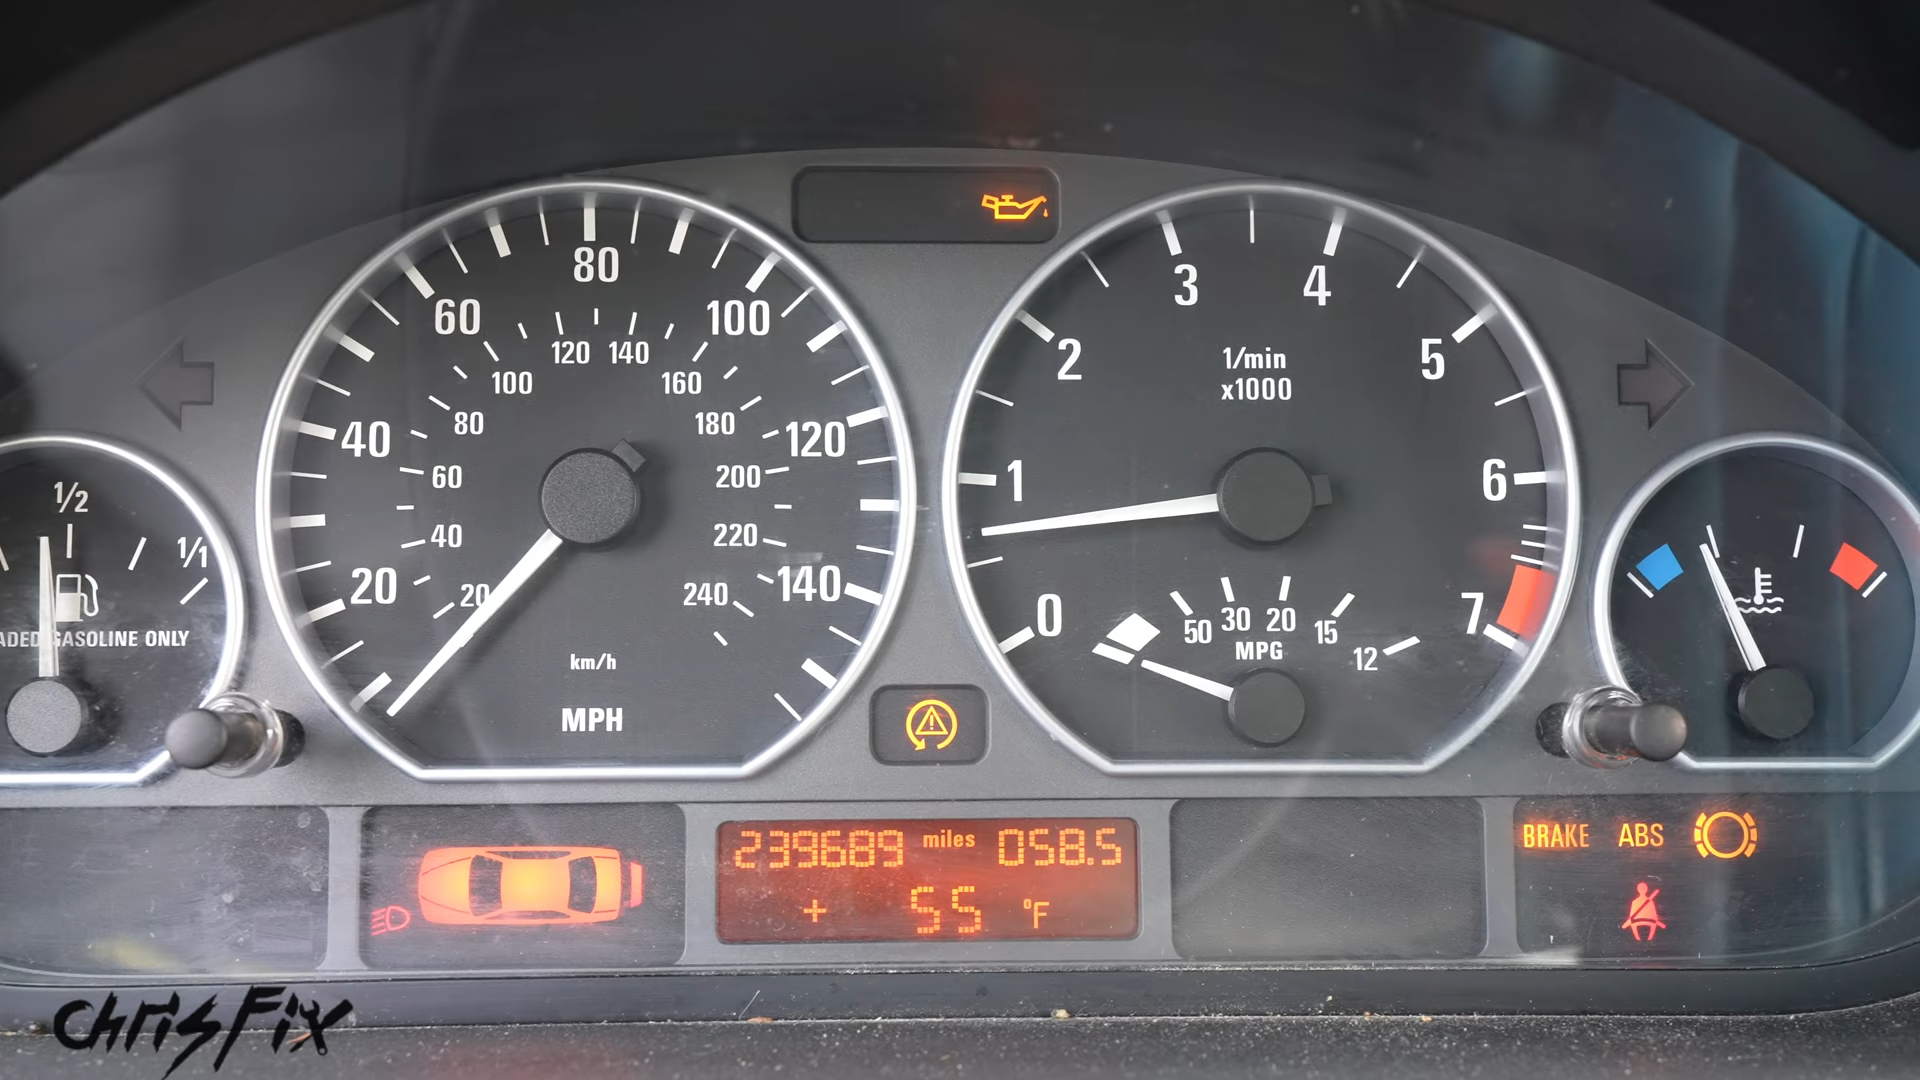 80
60
100
120 140
100
160
40
80
180
120
60
200
40
220
20
20
240
140
km/h
MPH
3
4
2
5
1/min
x1000
1
6
0
7
50 30 20 15 12
MPG
1/2
1/1
GASOLINE ONLY
239689 miles 058.5
+ 55 °F
BRAKE ABS
chrisFix